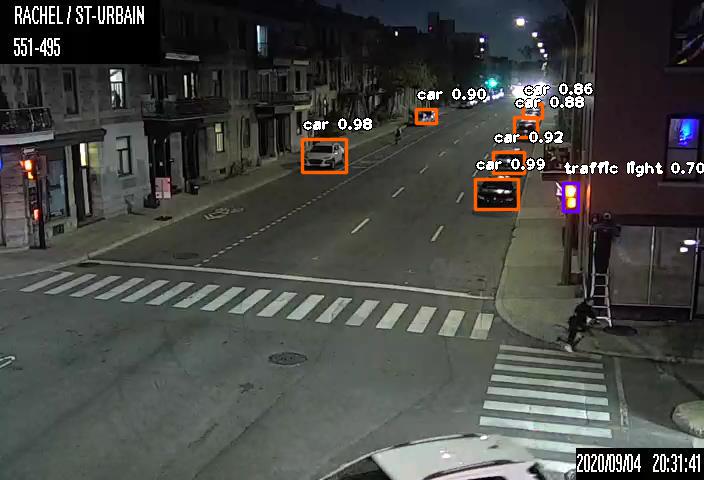 RACHEL / ST-URBAIN
551-495
car 0.86
car 0.90
car 0.88
car 0.98
car 0.92
car 0.99
traffic light 0.70
2020/09/04 20:31:41